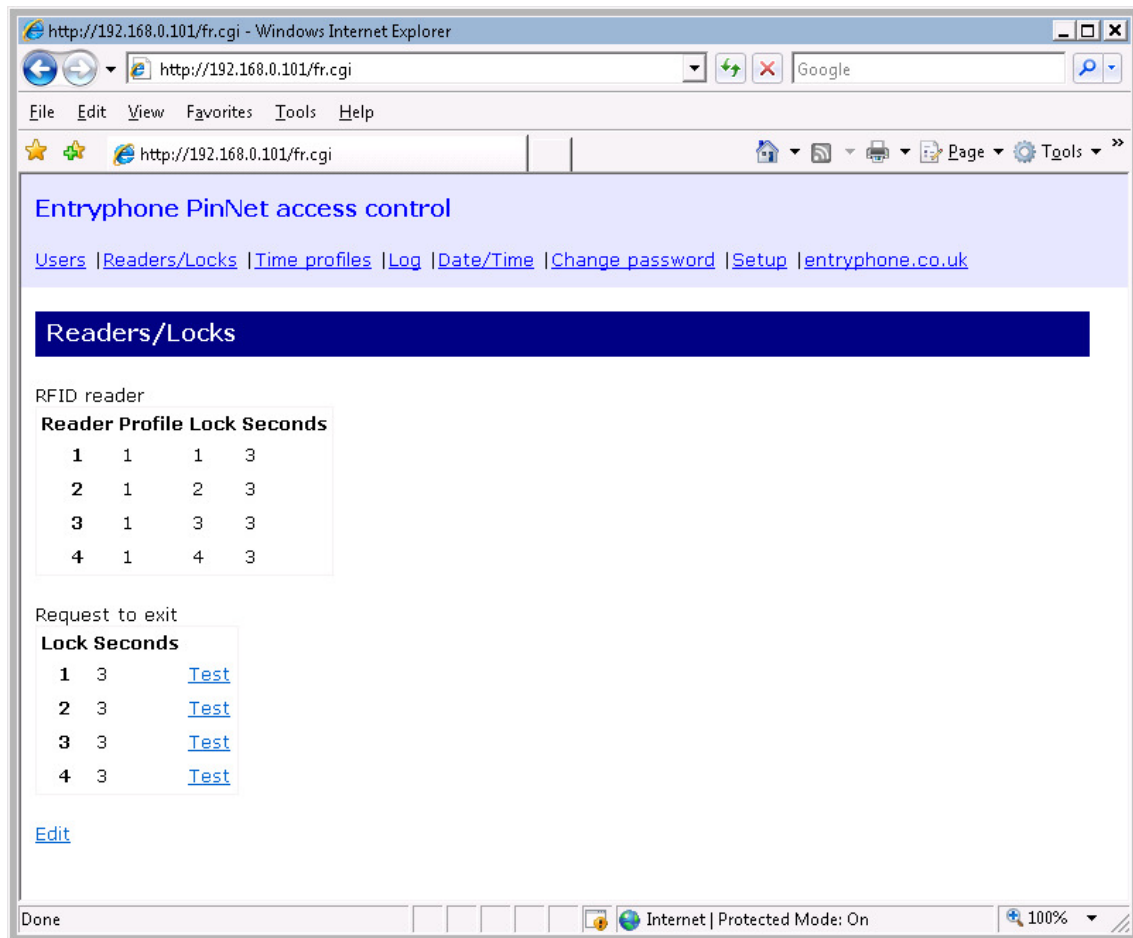 http://192.168.0.101/fr.cgi - Windows Internet Explorer
http://192.168.0.101/fr.cgi
Google
File Edit View Favorites Tools Help
http://192.168.0.101/fr.cgi
Page Tools »
Entryphone PinNet access control
Users |Readers/Locks |Time profiles |Log |Date/Time |Change password |Setup |entryphone.co.uk
Readers/Locks
RFID reader
Reader Profile Lock Seconds
1 1 1 3
2 1 2 3
3 1 3 3
4 1 4 3
Request to exit
Lock Seconds
1 3 Test
2 3 Test
3 3 Test
4 3 Test
Edit
Done Internet | Protected Mode: On 100%